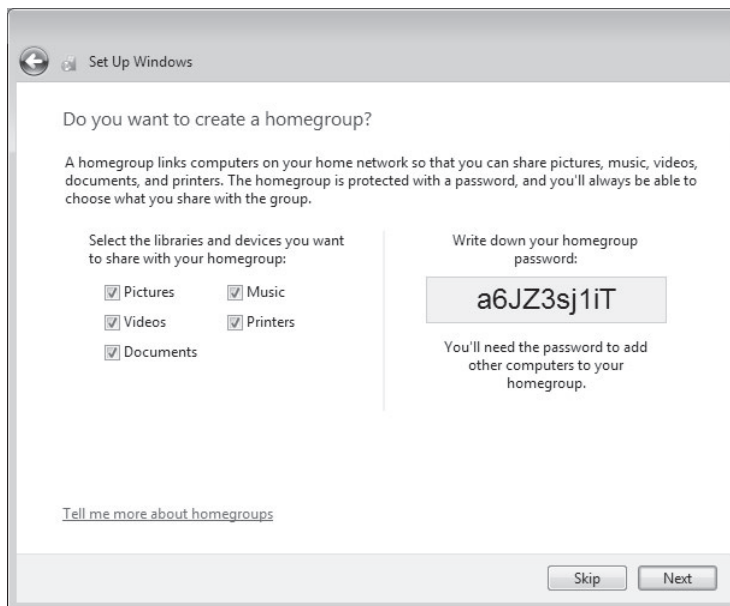 Set Up Windows
Do you want to create a homegroup?
A homegroup links computers on your home network so that you can share pictures, music, videos,
documents, and printers. The homegroup is protected with a password, and you'll always be able to
choose what you share with the group.
Select the libraries and devices you want
to share with your homegroup:
Pictures
Music
Videos
Printers
Documents
Write down your homegroup
password:
a6JZ3sj1iT
You'll need the password to add
other computers to your
homegroup.
Tell me more about homegroups
Skip
Next